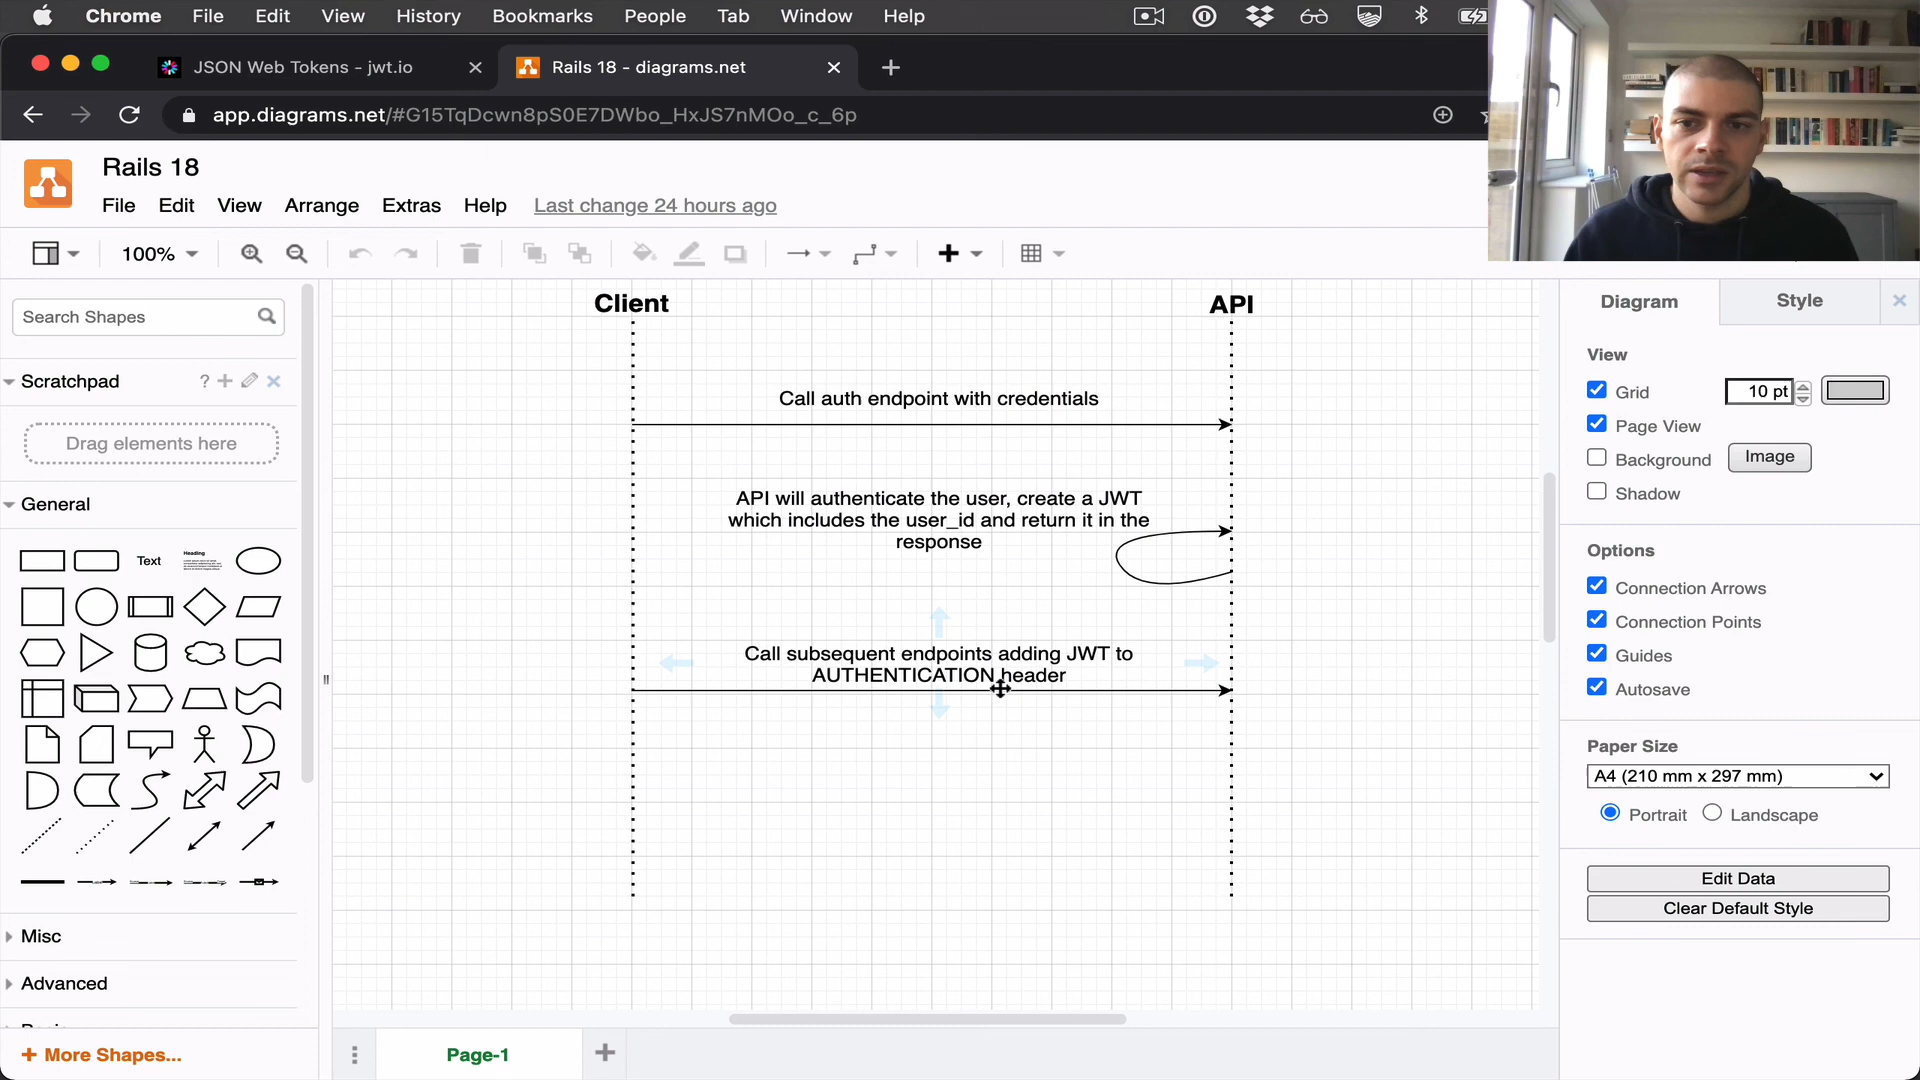 Chrome File Edit View History Bookmarks People Tab Window Help
JSON Web Tokens - jwt.io
Rails 18 - diagrams.net
app.diagrams.net/#G15TqDcwn8pS0E7DWbo_HxJS7nMOo_c_6p
Rails 18
File Edit View Arrange Extras Help Last change 24 hours ago
100%
Search Shapes
Scratchpad
?
Drag elements here
General
Text
Heading
Misc
Advanced
+ More Shapes...
Client
API
Call auth endpoint with credentials
API will authenticate the user, create a JWT
which includes the user_id and return it in the
response
Call subsequent endpoints adding JWT to
AUTHENTICATION header
Page-1
Diagram
Style
View
Grid
10 pt
Page View
Background
Image
Shadow
Options
Connection Arrows
Connection Points
Guides
Autosave
Paper Size
A4 (210 mm x 297 mm)
Portrait
Landscape
Edit Data
Clear Default Style